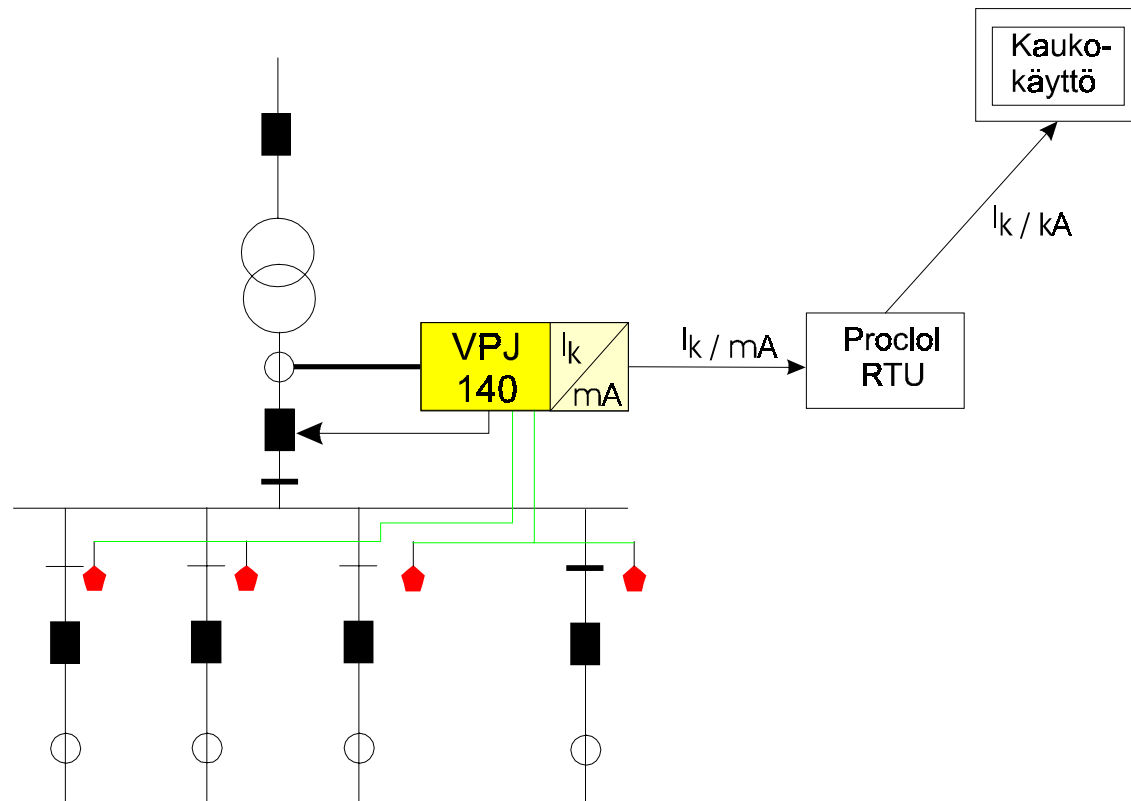 Kauko-
käyttö
Ik / kA
VPJ
140
Ik
mA
Ik / mA
Proclol
RTU